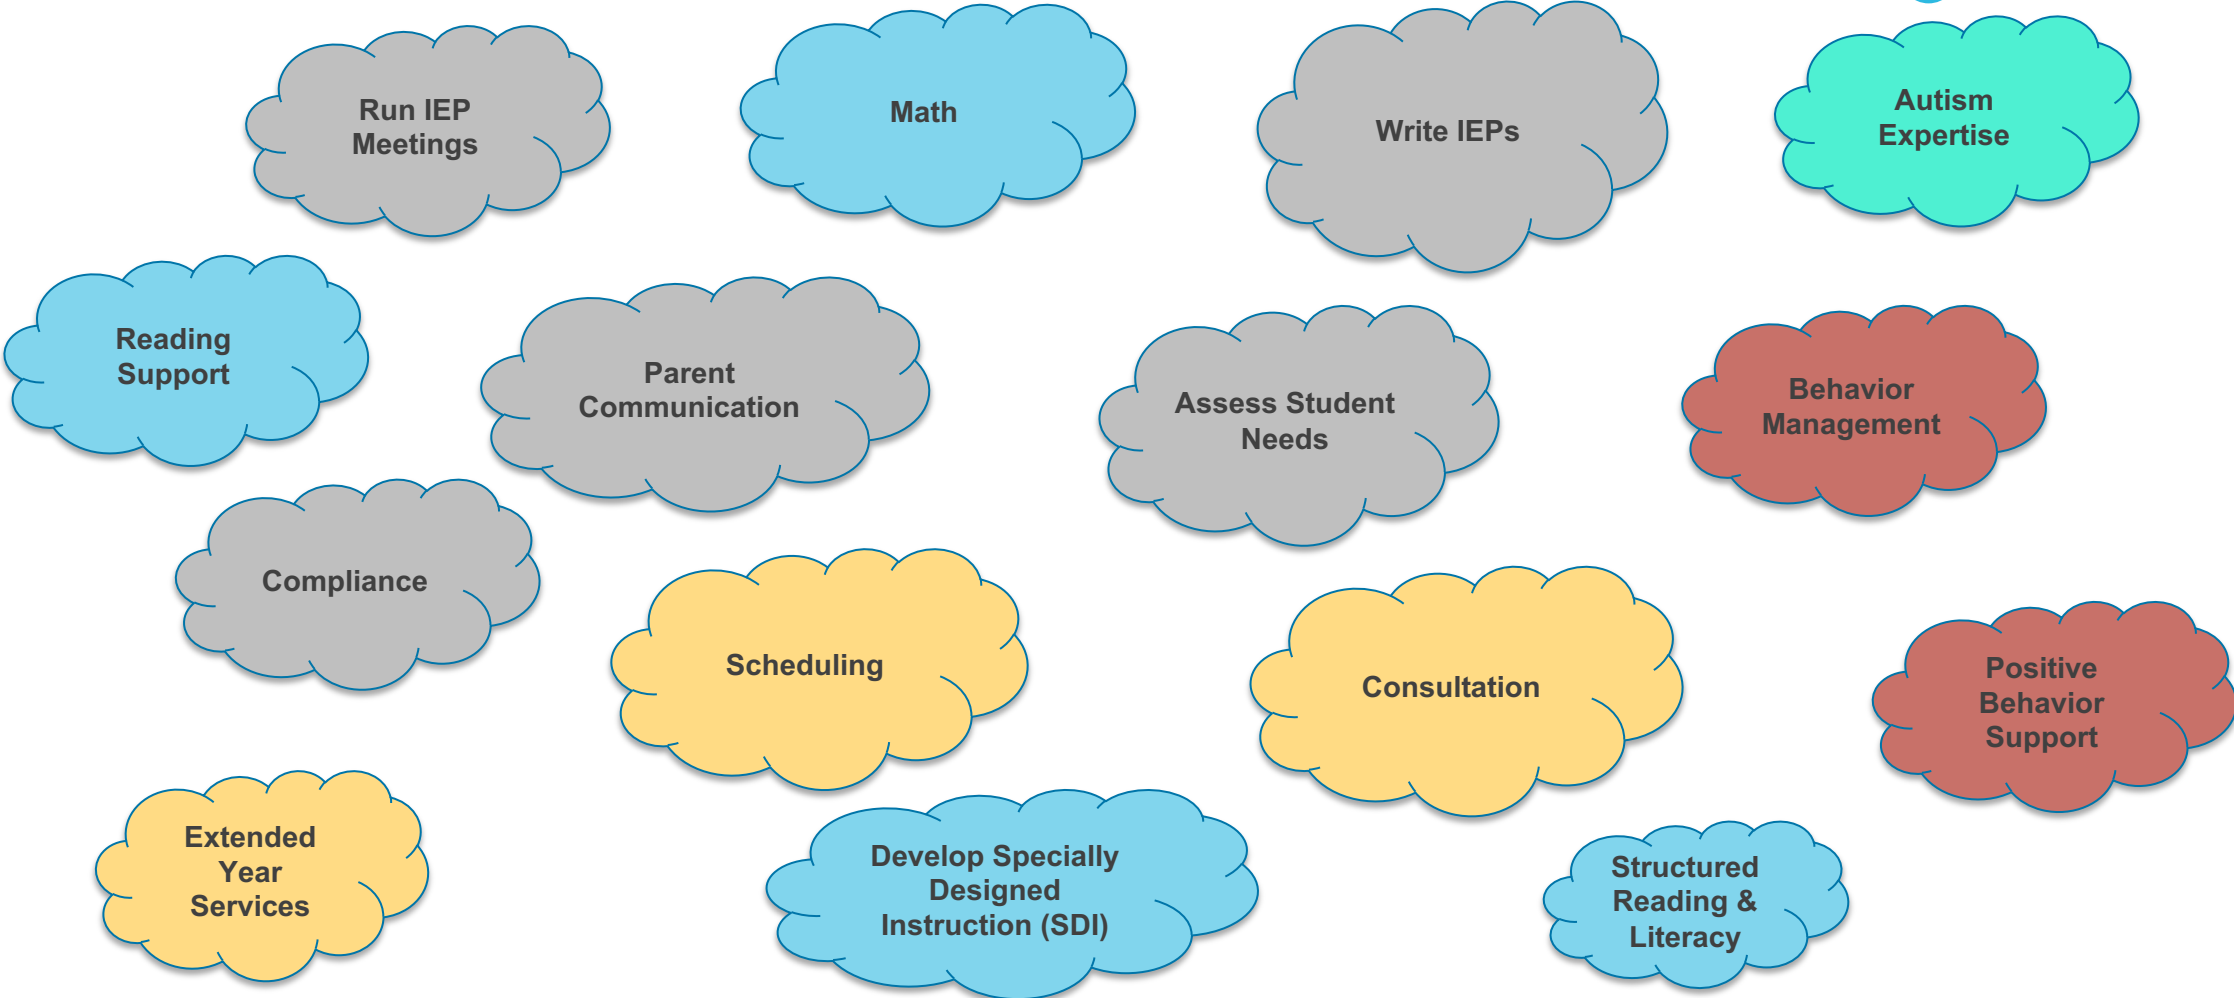 Run IEP
Meetings
Math
Write IEPs
Autism
Expertise
Reading
Support
Parent
Communication
Assess Student
Needs
Behavior
Management
Compliance
Scheduling
Consultation
Positive
Behavior
Support
Extended
Year
Services
Develop Specially
Designed
Instruction (SDI)
Structured
Reading &
Literacy